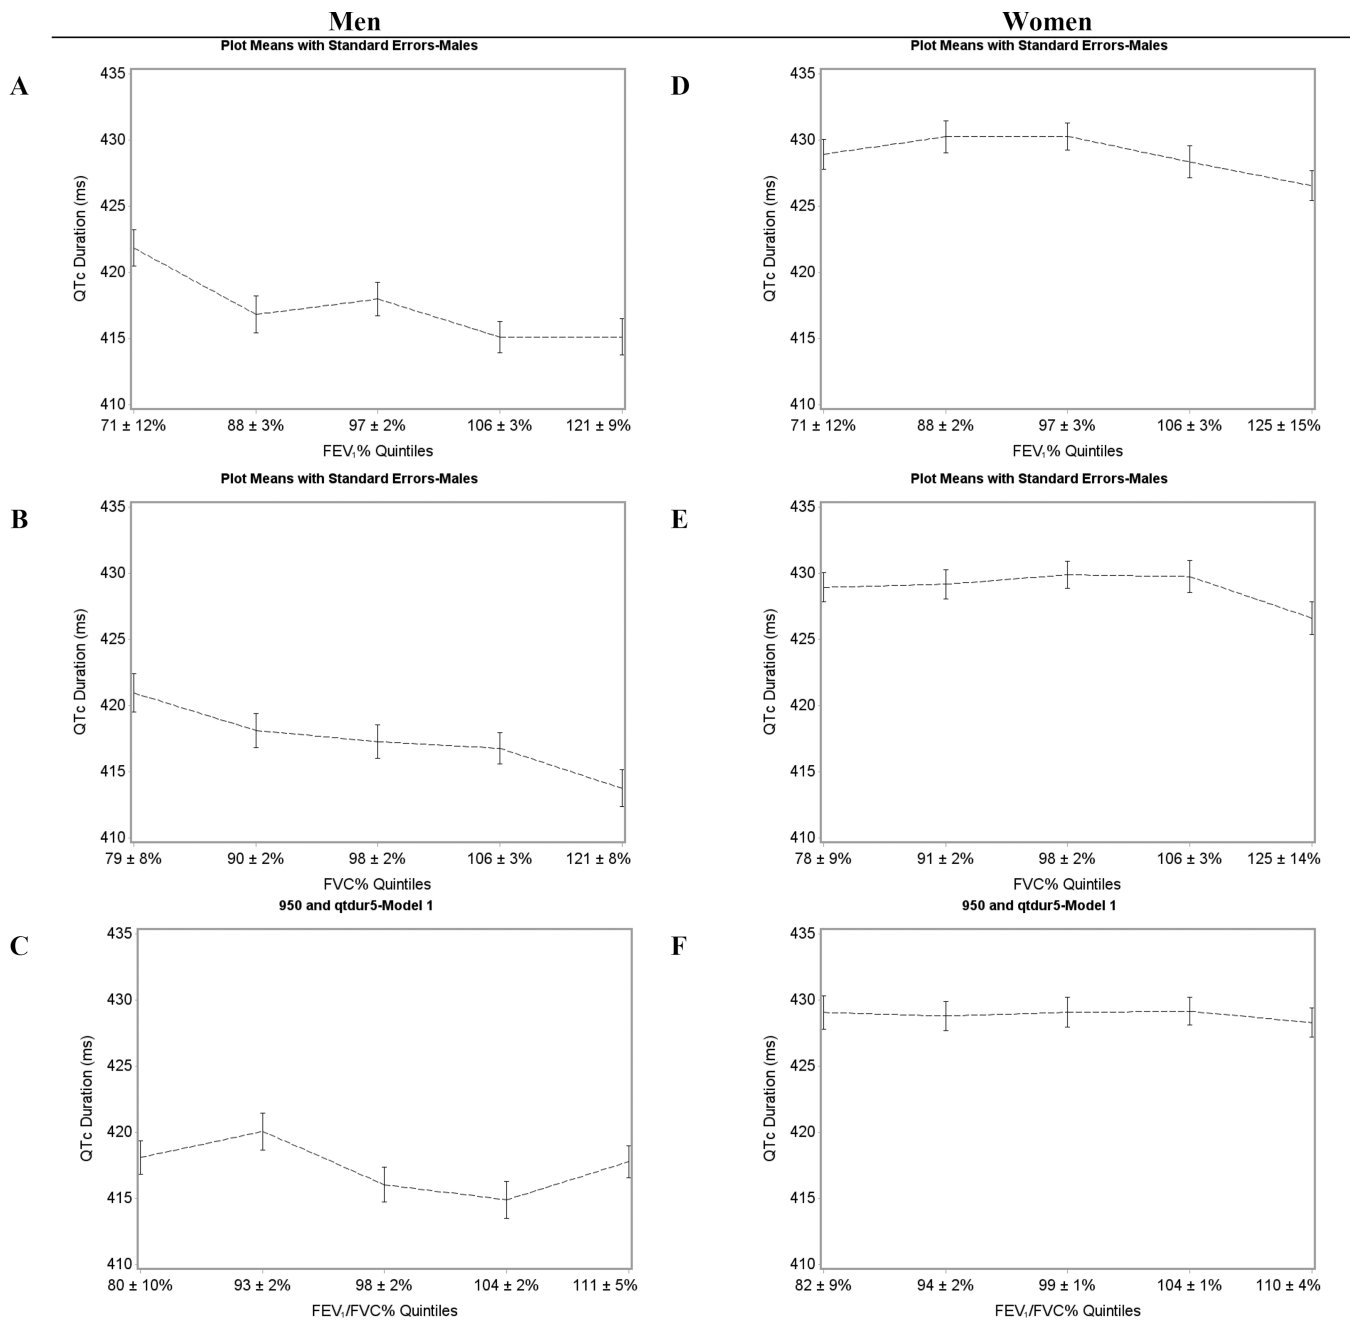 Men
Women
A
Plot Means with Standard Errors-Males
435
430
425
420
415
410
QTc Duration (ms)
71 ± 12%
88 ± 3%
97 ± 2%
106 ± 3%
121 ± 9%
FEV₁% Quintiles
D
Plot Means with Standard Errors-Males
435
430
425
420
415
410
QTc Duration (ms)
71 ± 12%
88 ± 2%
97 ± 3%
106 ± 3%
125 ± 15%
FEV₁% Quintiles
B
Plot Means with Standard Errors-Males
435
430
425
420
415
410
QTc Duration (ms)
79 ± 8%
90 ± 2%
98 ± 2%
106 ± 3%
121 ± 8%
FVC% Quintiles
E
Plot Means with Standard Errors-Males
435
430
425
420
415
410
QTc Duration (ms)
78 ± 9%
91 ± 2%
98 ± 2%
106 ± 3%
125 ± 14%
FVC% Quintiles
C
950 and qtdur5-Model 1
435
430
425
420
415
410
QTc Duration (ms)
80 ± 10%
93 ± 2%
98 ± 2%
104 ± 2%
111 ± 5%
FEV₁/FVC% Quintiles
F
950 and qtdur5-Model 1
435
430
425
420
415
410
QTc Duration (ms)
82 ± 9%
94 ± 2%
99 ± 1%
104 ± 1%
110 ± 4%
FEV₁/FVC% Quintiles